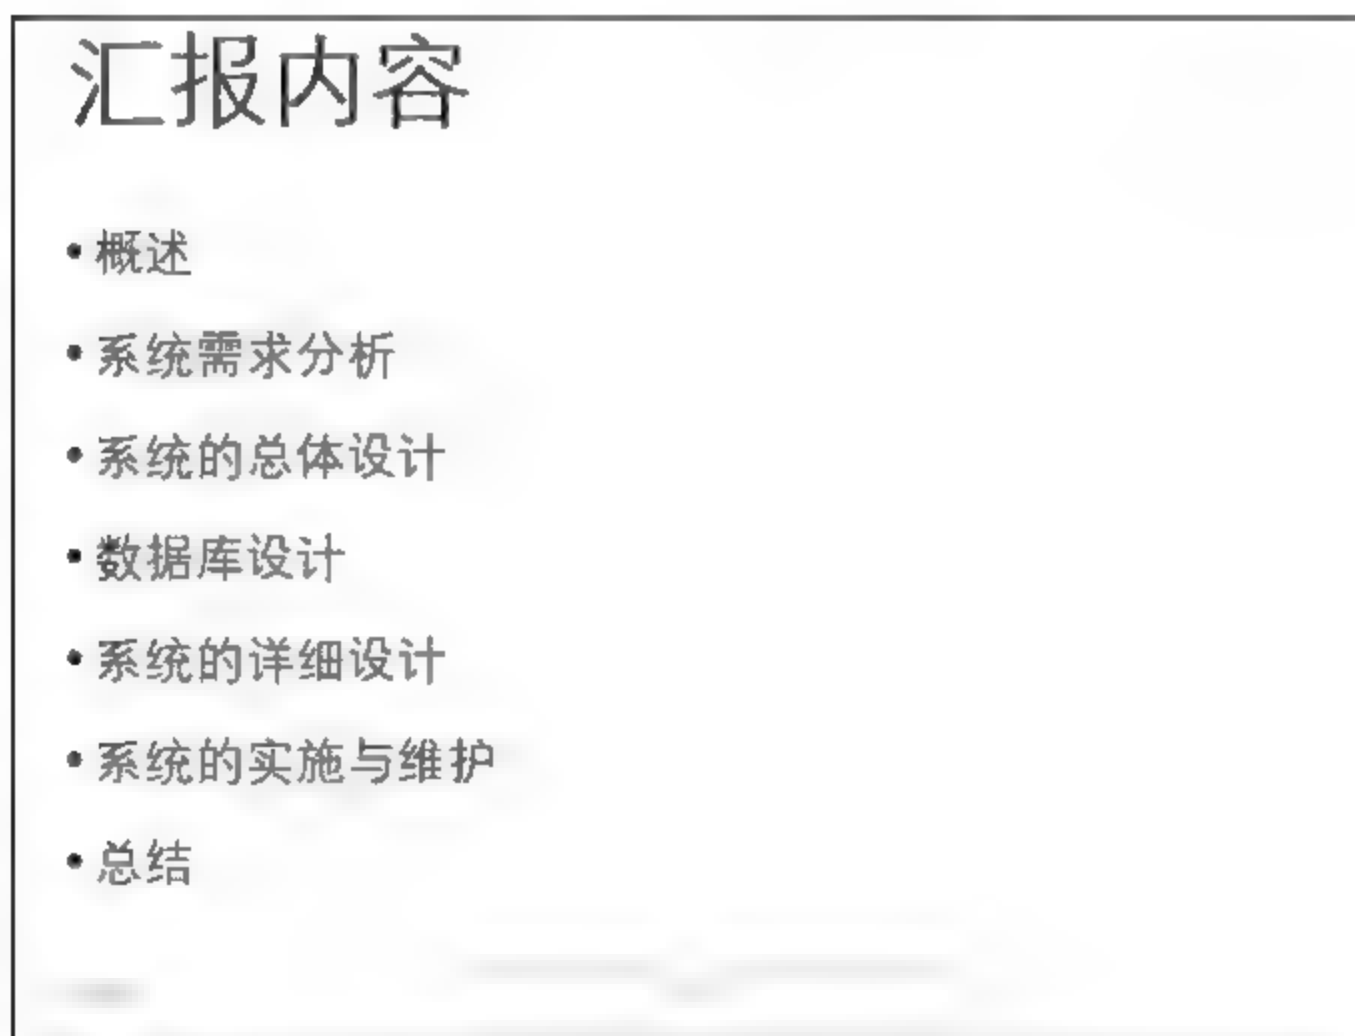 汇报内容
• 概述
• 系统需求分析
• 系统的总体设计
• 数据库设计
• 系统的详细设计
• 系统的实施与维护
• 总结